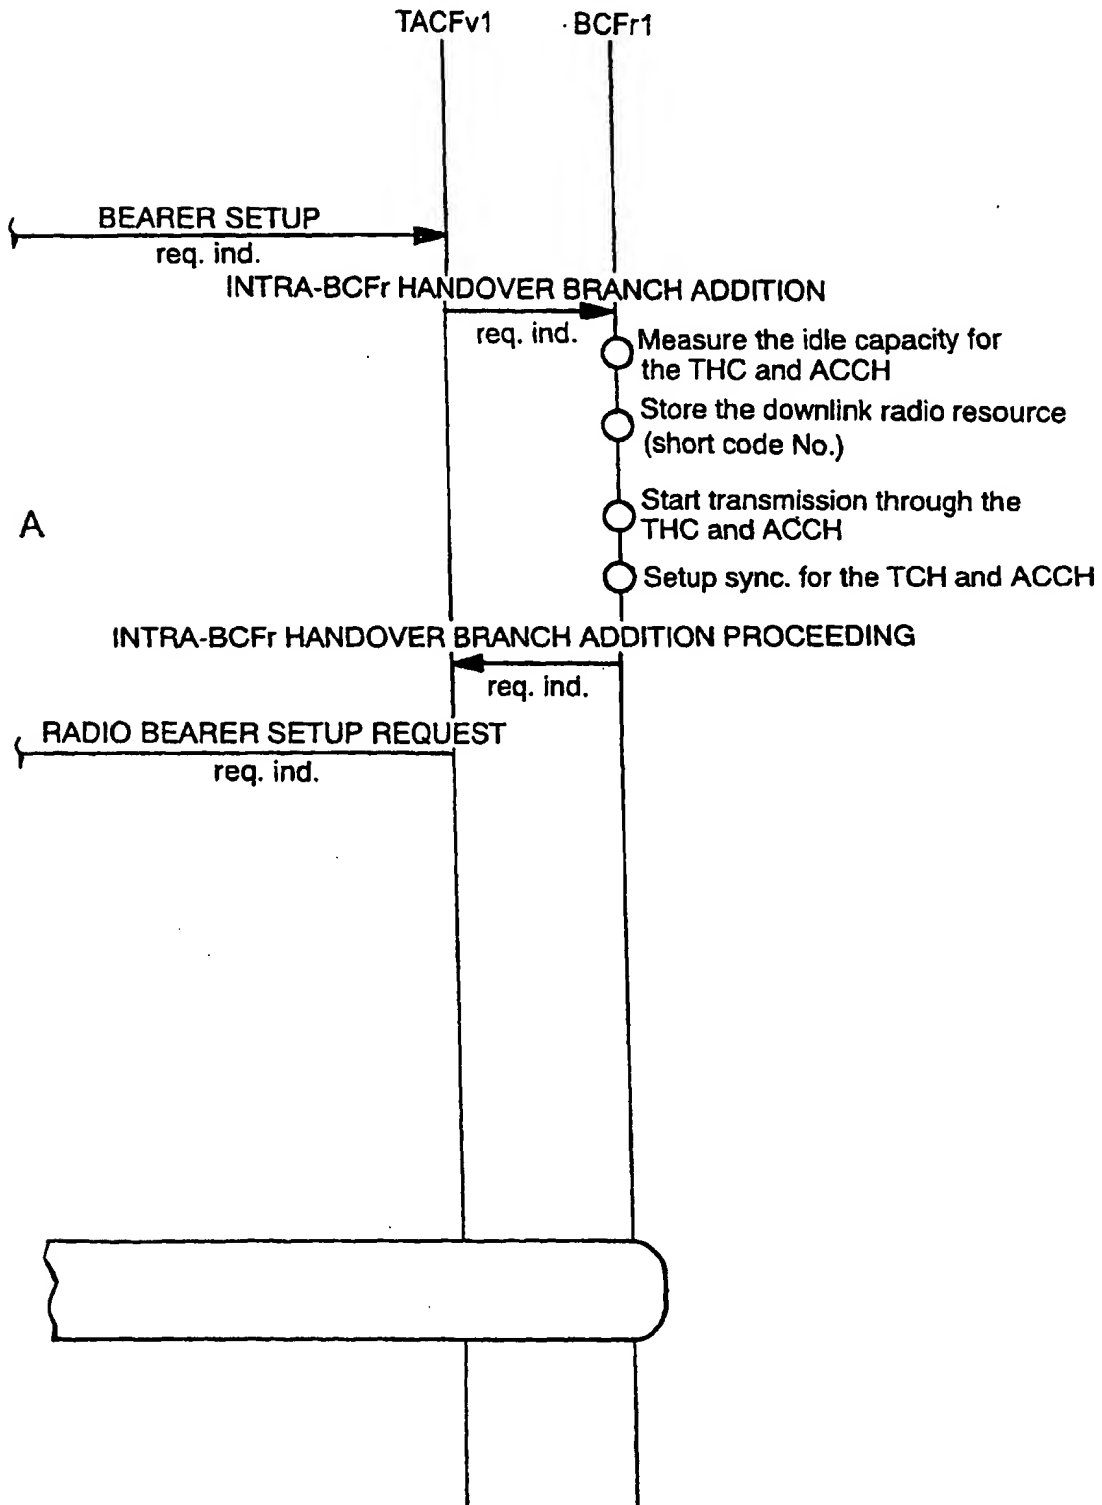 TACFv1 BCFr1
BEARER SETUP
req. ind.
INTRA-BCFr HANDOVER BRANCH ADDITION
req. ind.
Measure the idle capacity for
the THC and ACCH
Store the downlink radio resource
(short code No.)
Start transmission through the
THC and ACCH
A
Setup sync. for the TCH and ACCH
INTRA-BCFr HANDOVER BRANCH ADDITION PROCEEDING
req. ind.
RADIO BEARER SETUP REQUEST
req. ind.